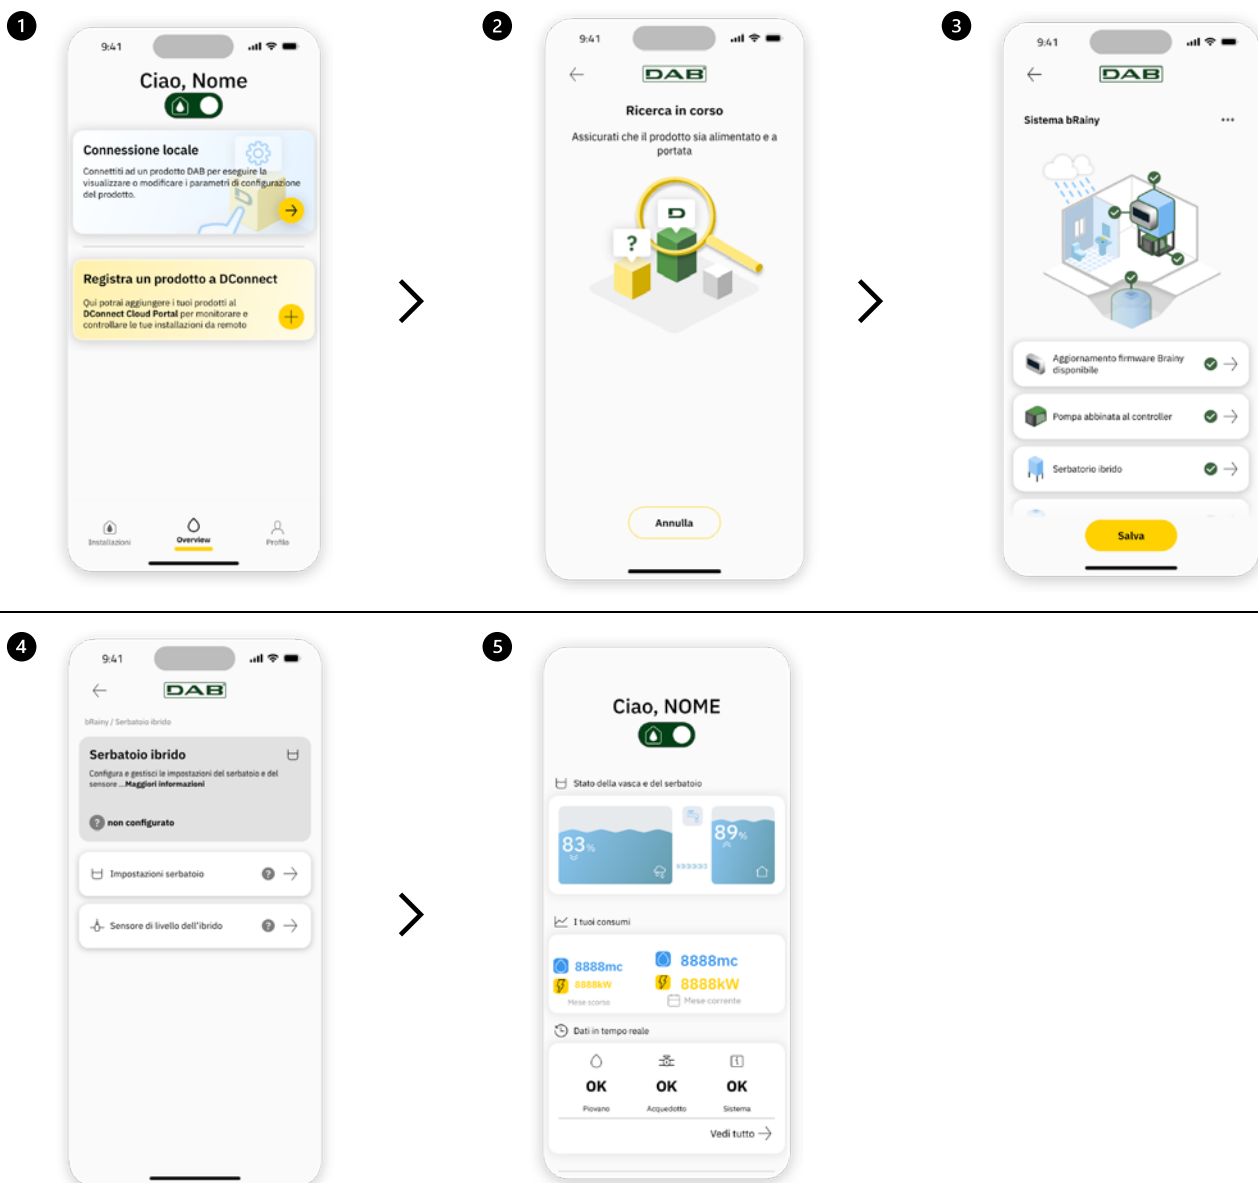 1
9:41
Ciao, Nome
Connessione locale
Connettiti ad un prodotto DAB per eseguire la
visualizzare o modificare i parametri di configurazione
del prodotto.
Registra un prodotto a DConnect
Qui potrai aggiungere i tuoi prodotti al
DConnect Cloud Portal per monitorare e
controllare le tue installazioni da remoto
Installazioni
Overview
Profilo
2
9:41
DAB
Ricerca in corso
Assicurati che il prodotto sia alimentato e a
portata
D
?
Annulla
3
9:41
DAB
Sistema bRainy
Aggiornamento firmware Brainy
disponibile
Pompa abbinata al controller
Serbatorio ibrido
Salva
4
9:41
DAB
bRainy / Serbatoio ibrido
Serbatoio ibrido
Configura e gestisci le impostazioni del serbatoio e del
sensore ...Maggiori informazioni
? non configurato
Impostazioni serbatoio ?
Sensore di livello dell'ibrido ?
5
Ciao, NOME
Stato della vasca e del serbatoio
83%
89%
I tuoi consumi
8888mc
8888kW
Mese scorso
8888mc
8888kW
Mese corrente
Dati in tempo reale
OK OK OK
Piovano Acquedotto Sistema
Vedi tutto